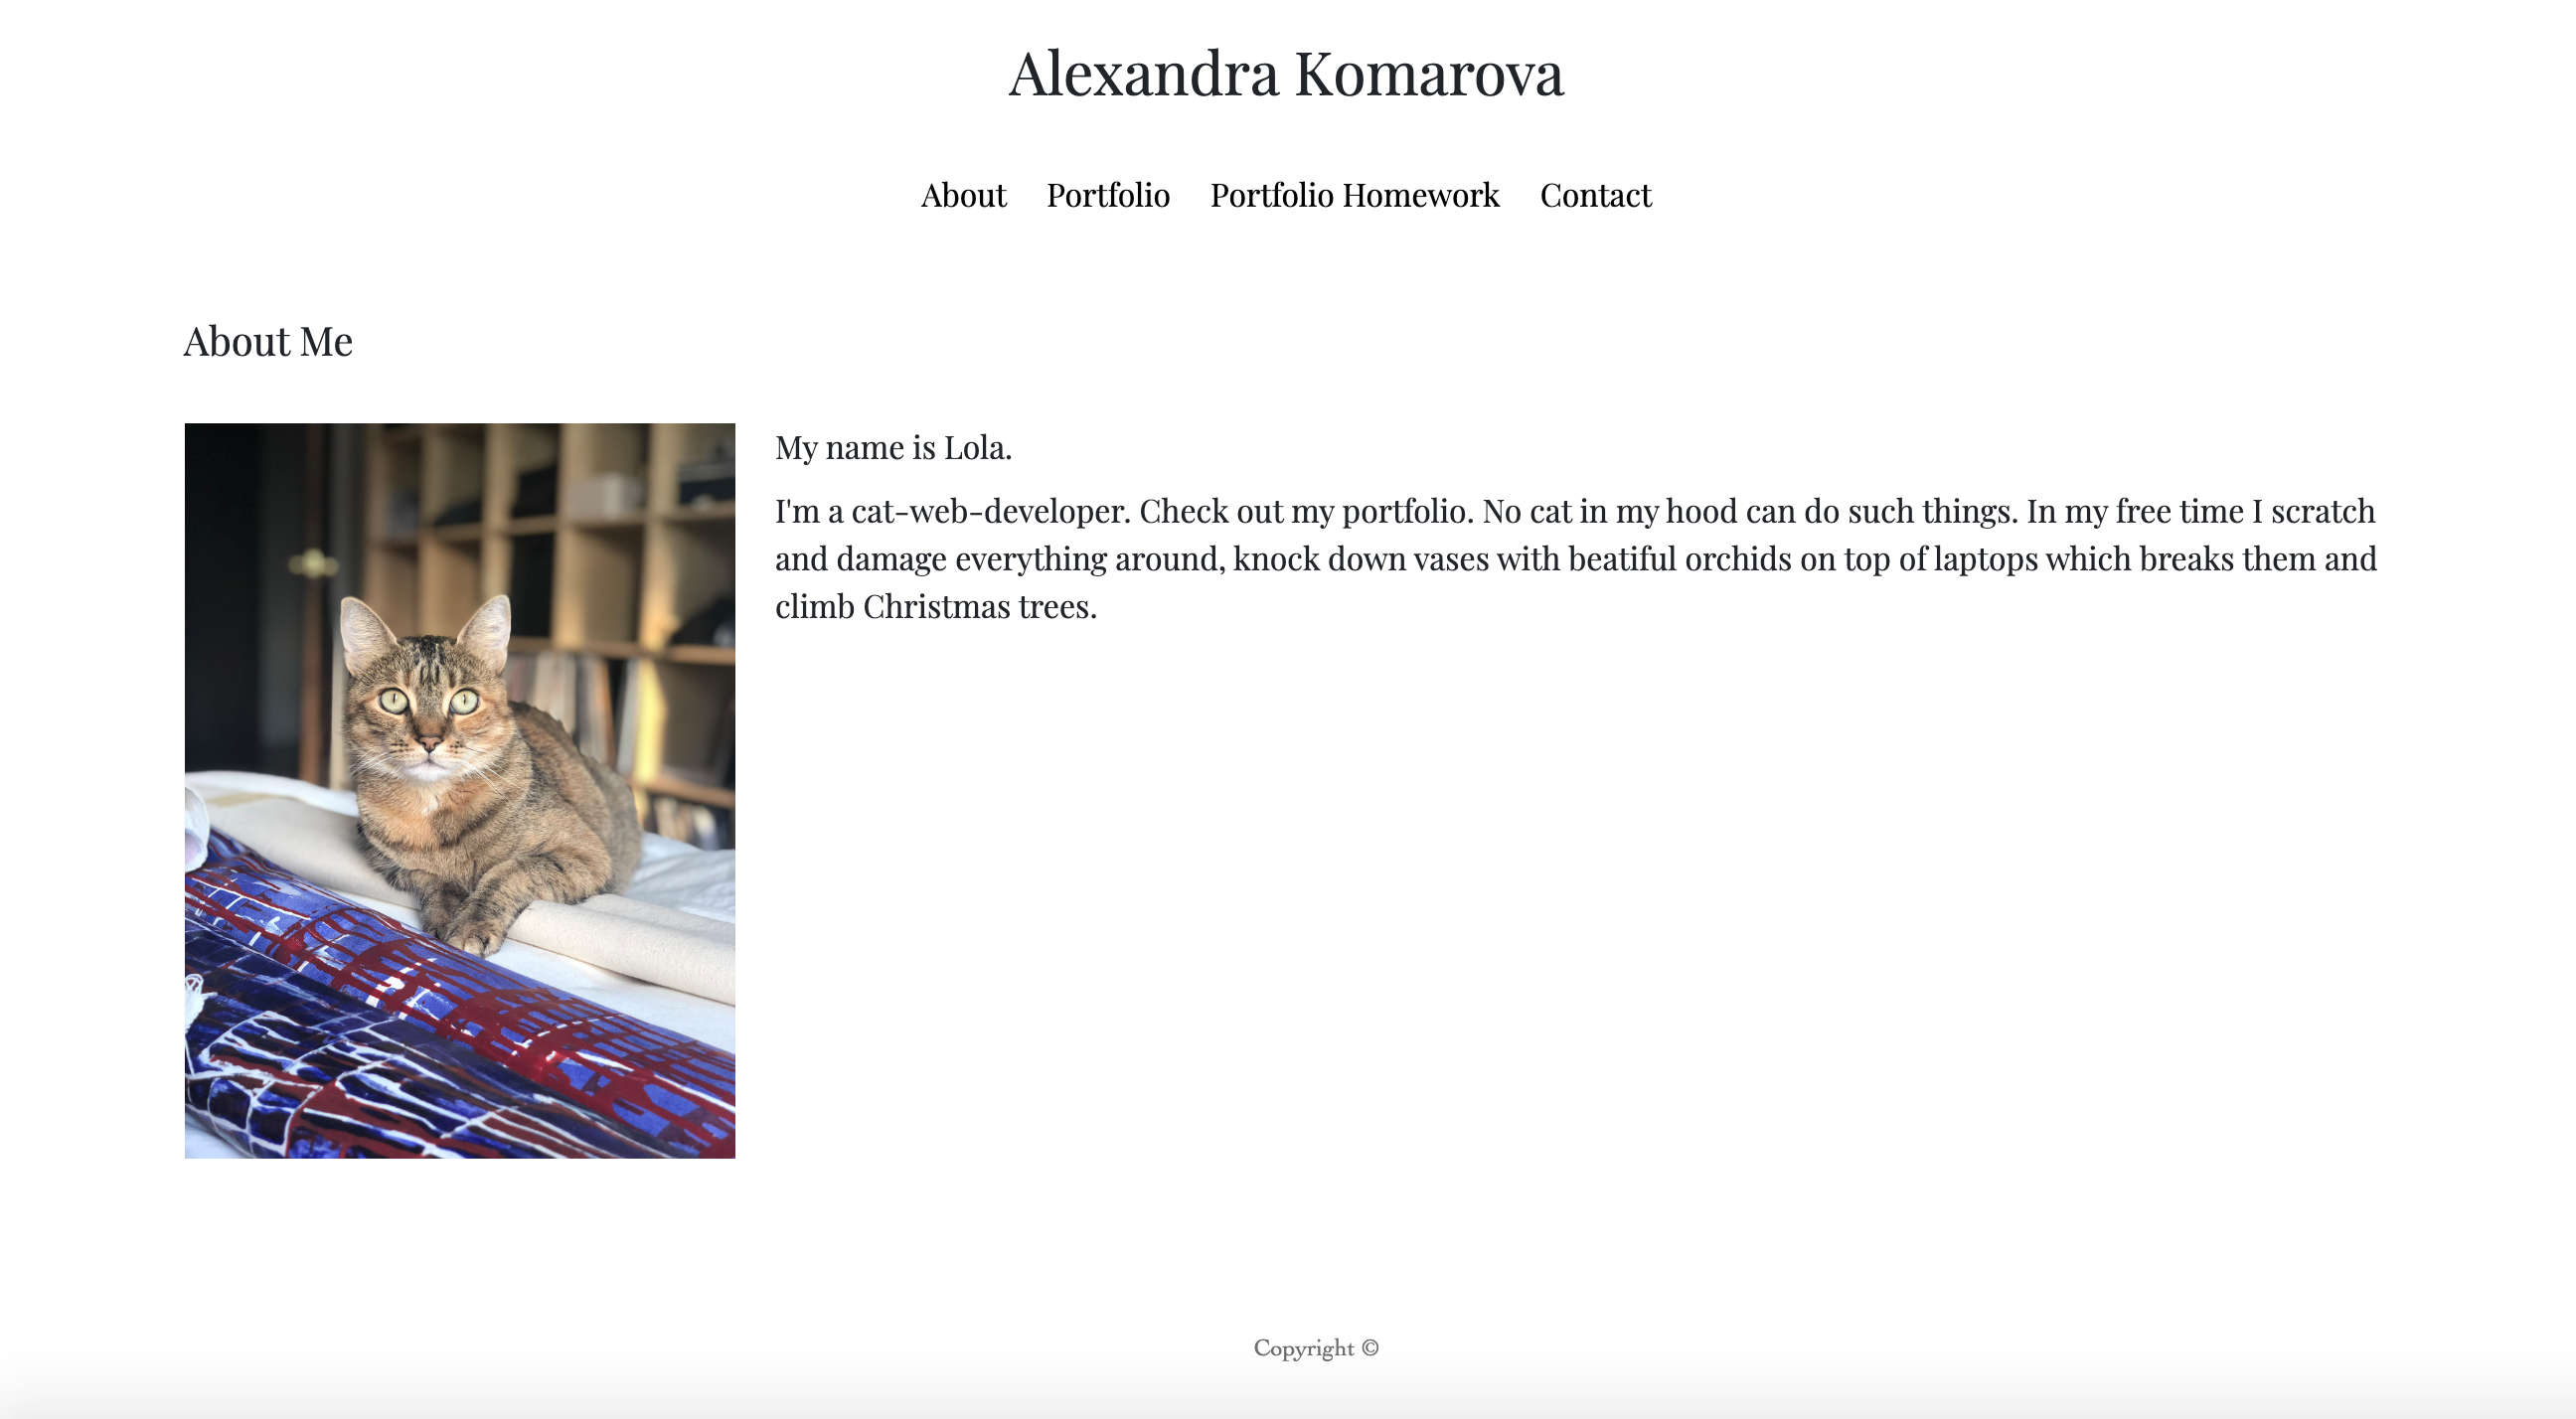 Alexandra Komarova
About Portfolio Portfolio Homework Contact
About Me
My name is Lola.
I'm a cat-web-developer. Check out my portfolio. No cat in my hood can do such things. In my free time I scratch
and damage everything around, knock down vases with beatiful orchids on top of laptops which breaks them and
climb Christmas trees.
Copyright ©